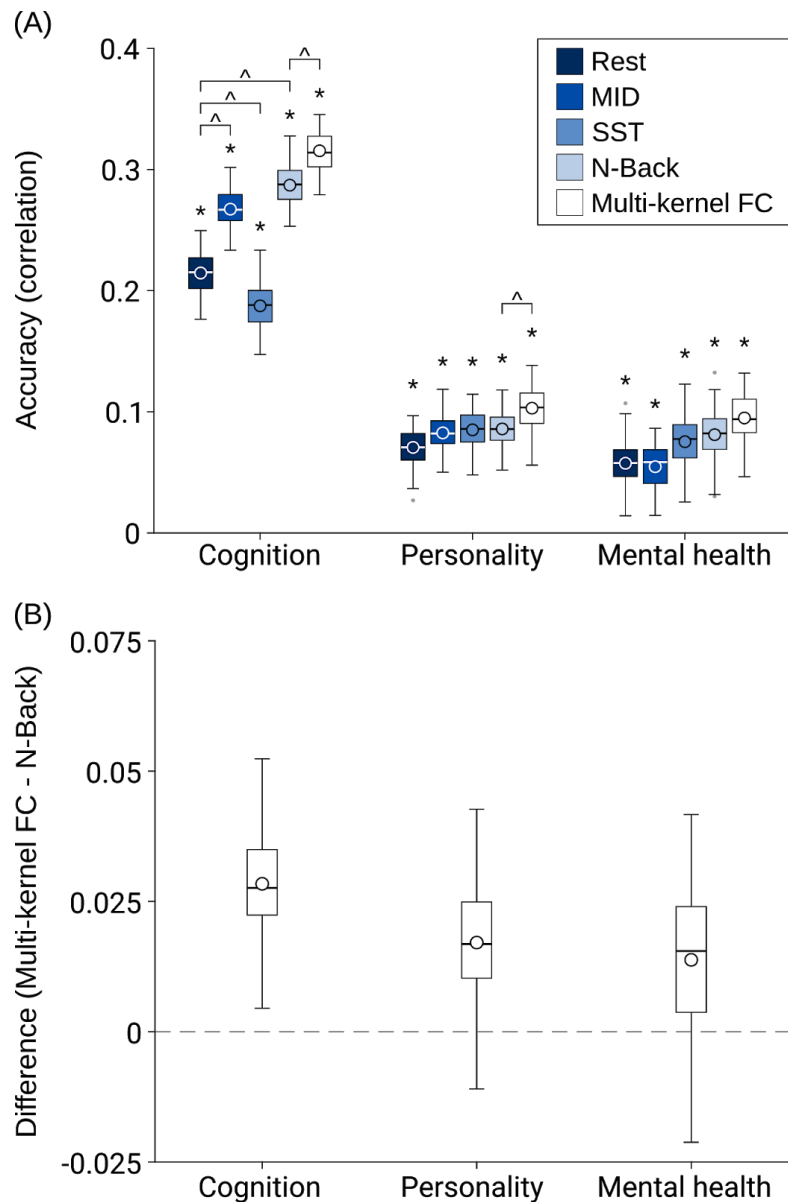 (A)
Accuracy (correlation)
0.4
0.3
0.2
0.1
0
^
^
^
^
*
*
*
*
*
^
*
*
*
*
*
*
*
*
*
*
Rest
MID
SST
N-Back
Multi-kernel FC
Cognition
Personality
Mental health
(B)
Difference (Multi-kernel FC - N-Back)
0.075
0.05
0.025
0
-0.025
Cognition
Personality
Mental health